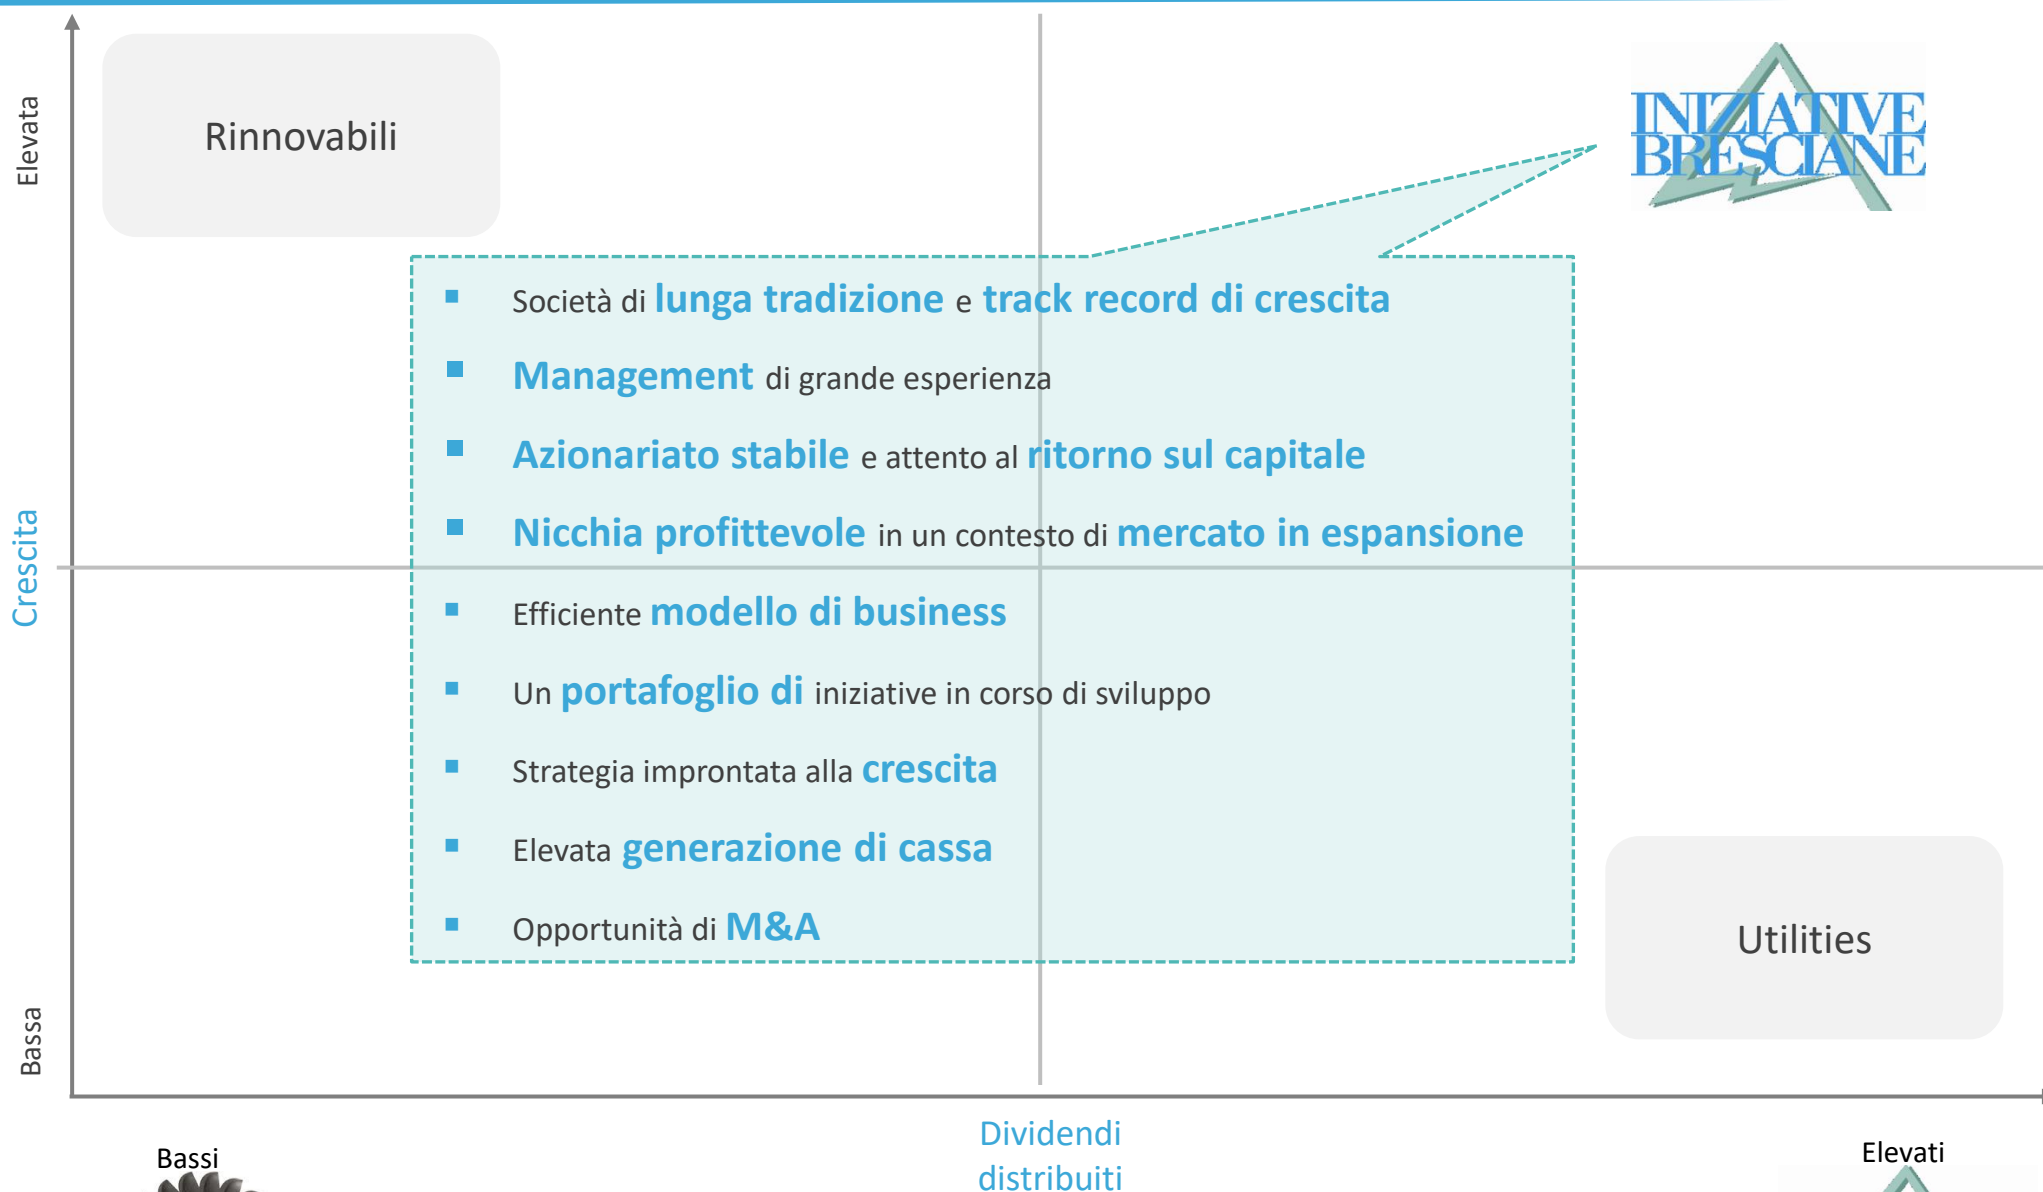 Elevata
Rinnovabili
INIZIATIVE
BRESCIANE
Società di lunga tradizione e track record di crescita
Management di grande esperienza
Azionariato stabile e attento al ritorno sul capitale
Nicchia profittevole in un contesto di mercato in espansione
Crescita
Efficiente modello di business
Un portafoglio di iniziative in corso di sviluppo
Strategia improntata alla crescita
Elevata generazione di cassa
Opportunità di M&A
Utilities
Bassa
Bassi
Dividendi
distribuiti
Elevati